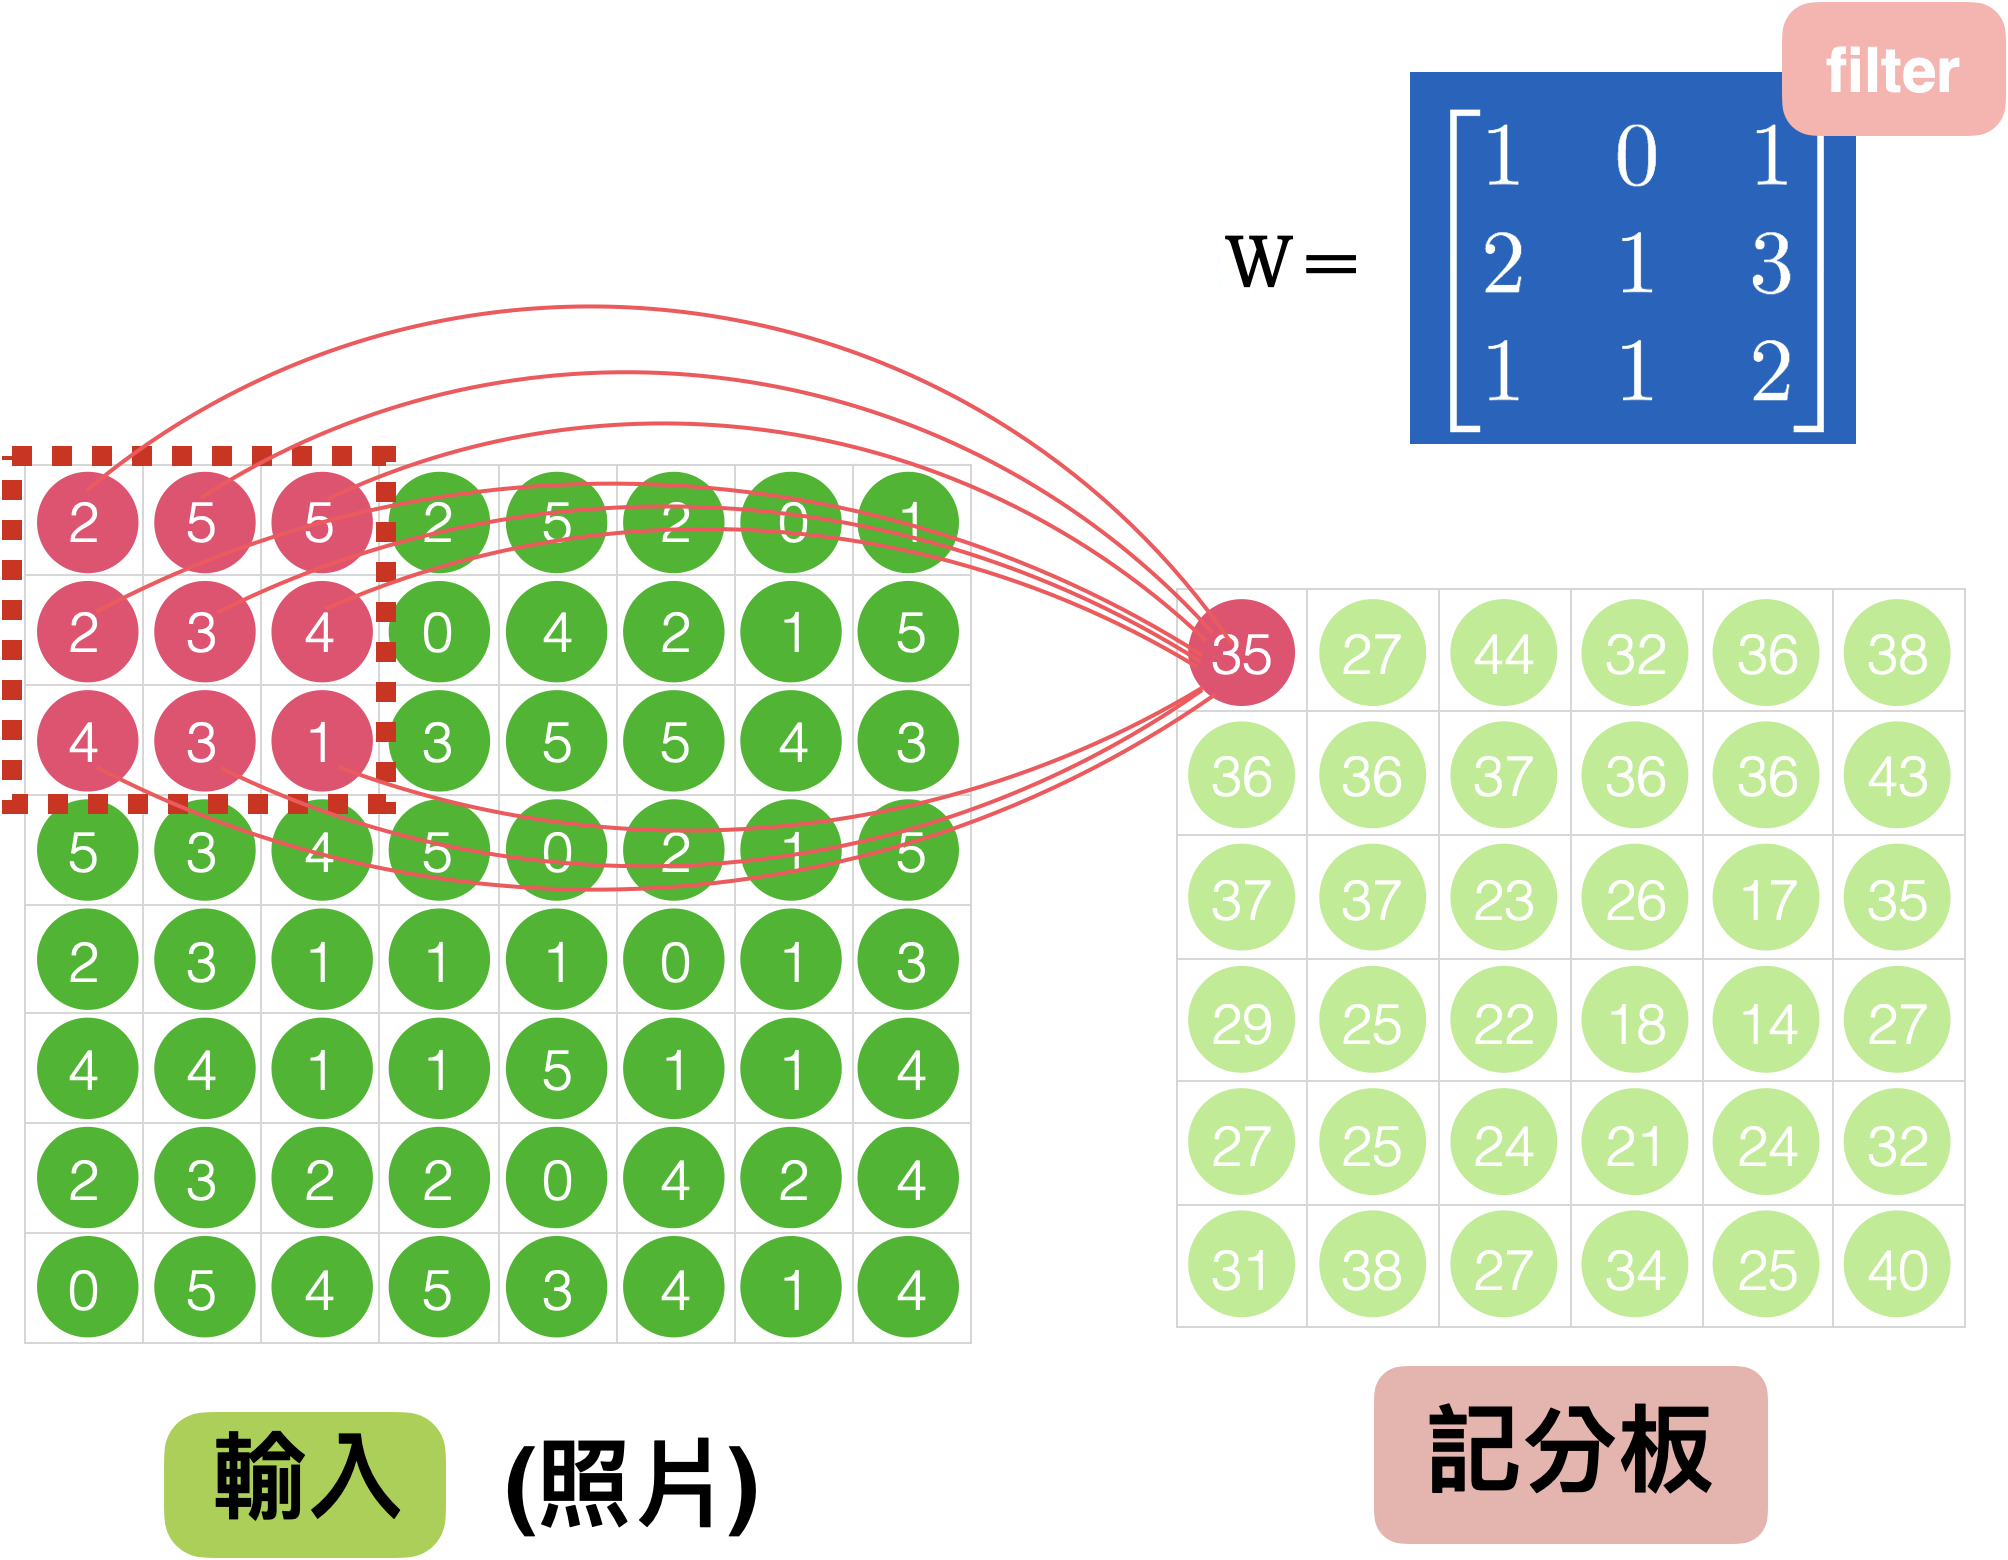 filter
W=
1 0 1
2 1 3
1 1 2
2 5 5 2 5 2 0 1
2 3 4 0 4 2 1 5
4 3 1 3 5 5 4 3
5 3 4 5 0 2 1 5
2 3 1 1 1 0 1 3
4 4 1 1 5 1 1 4
2 3 2 2 0 4 2 4
0 5 4 5 3 4 1 4
35 27 44 32 36 38
36 36 37 36 36 43
37 37 23 26 17 35
29 25 22 18 14 27
27 25 24 21 24 32
31 38 27 34 25 40
輸入 (照片)
記分板